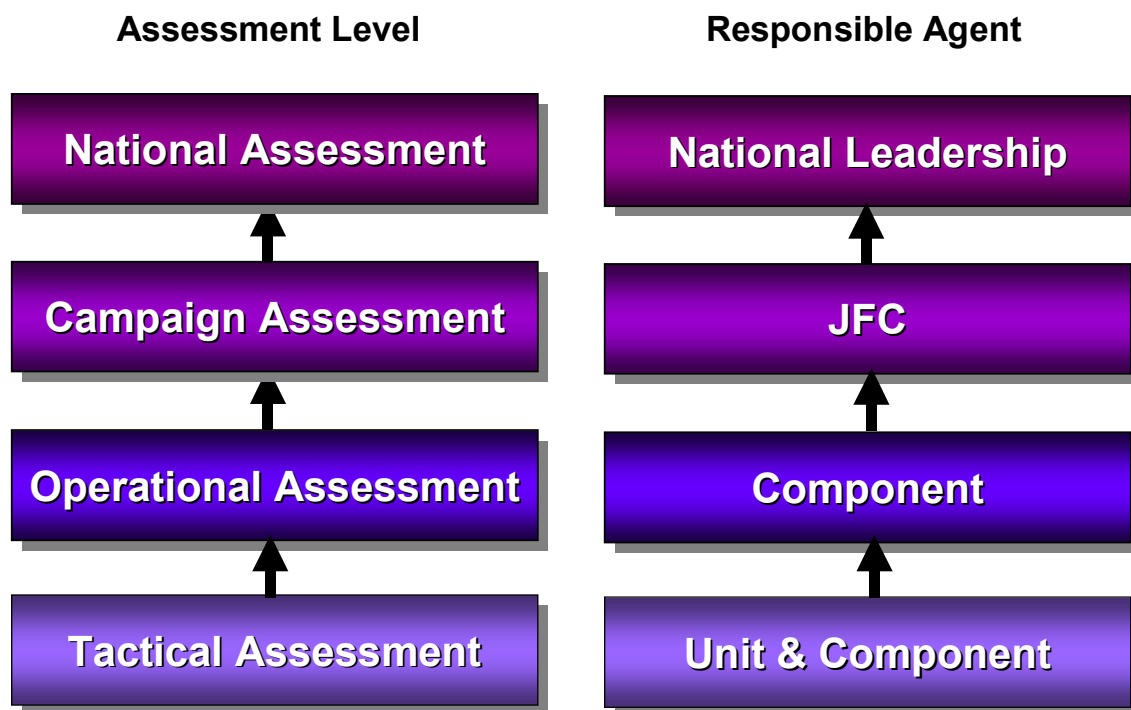 Assessment Level
Responsible Agent
National Assessment
National Leadership
Campaign Assessment
JFC
Operational Assessment
Component
Tactical Assessment
Unit & Component